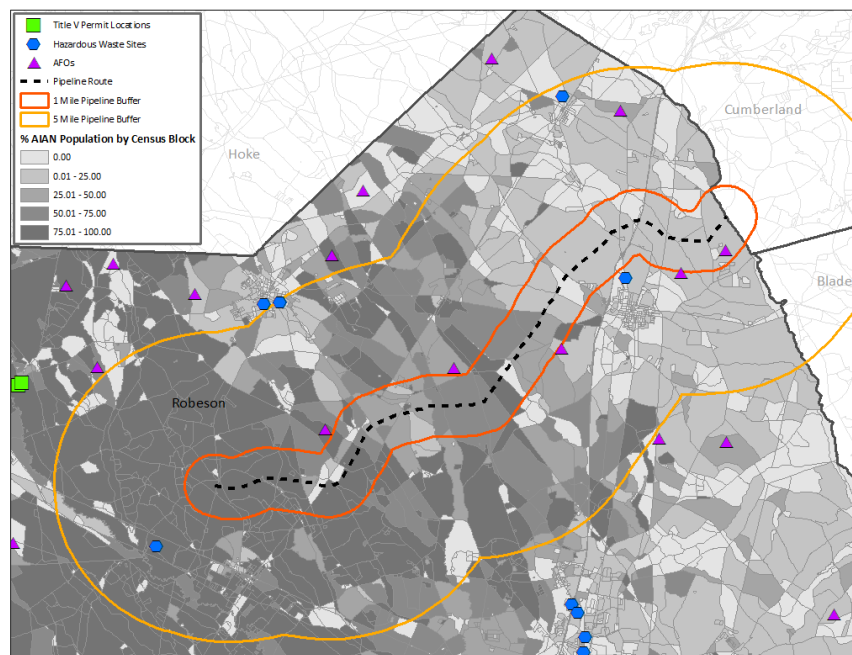 Title V Permit Locations
Hazardous Waste Sites
AFOs
Pipeline Route
1 Mile Pipeline Buffer
5 Mile Pipeline Buffer
% AIAN Population by Census Block
0.00
0.01 - 25.00
25.01 - 50.00
50.01 - 75.00
75.01 - 100.00
Cumberland
Hoke
Blade
Robeson